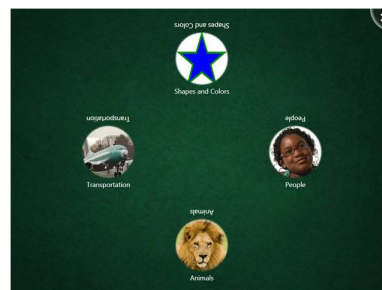 Shapes and Colors
Shapes and Colors
Transportation
People
Transportation
People
Animals
Animals